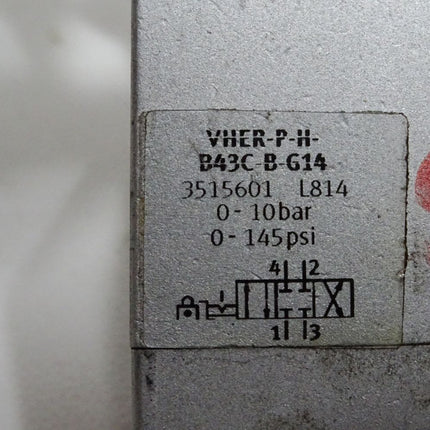 VHER-P-H-
B43C-B-G14
3515601 L814
0-10bar
0-145psi
4 2
1 3